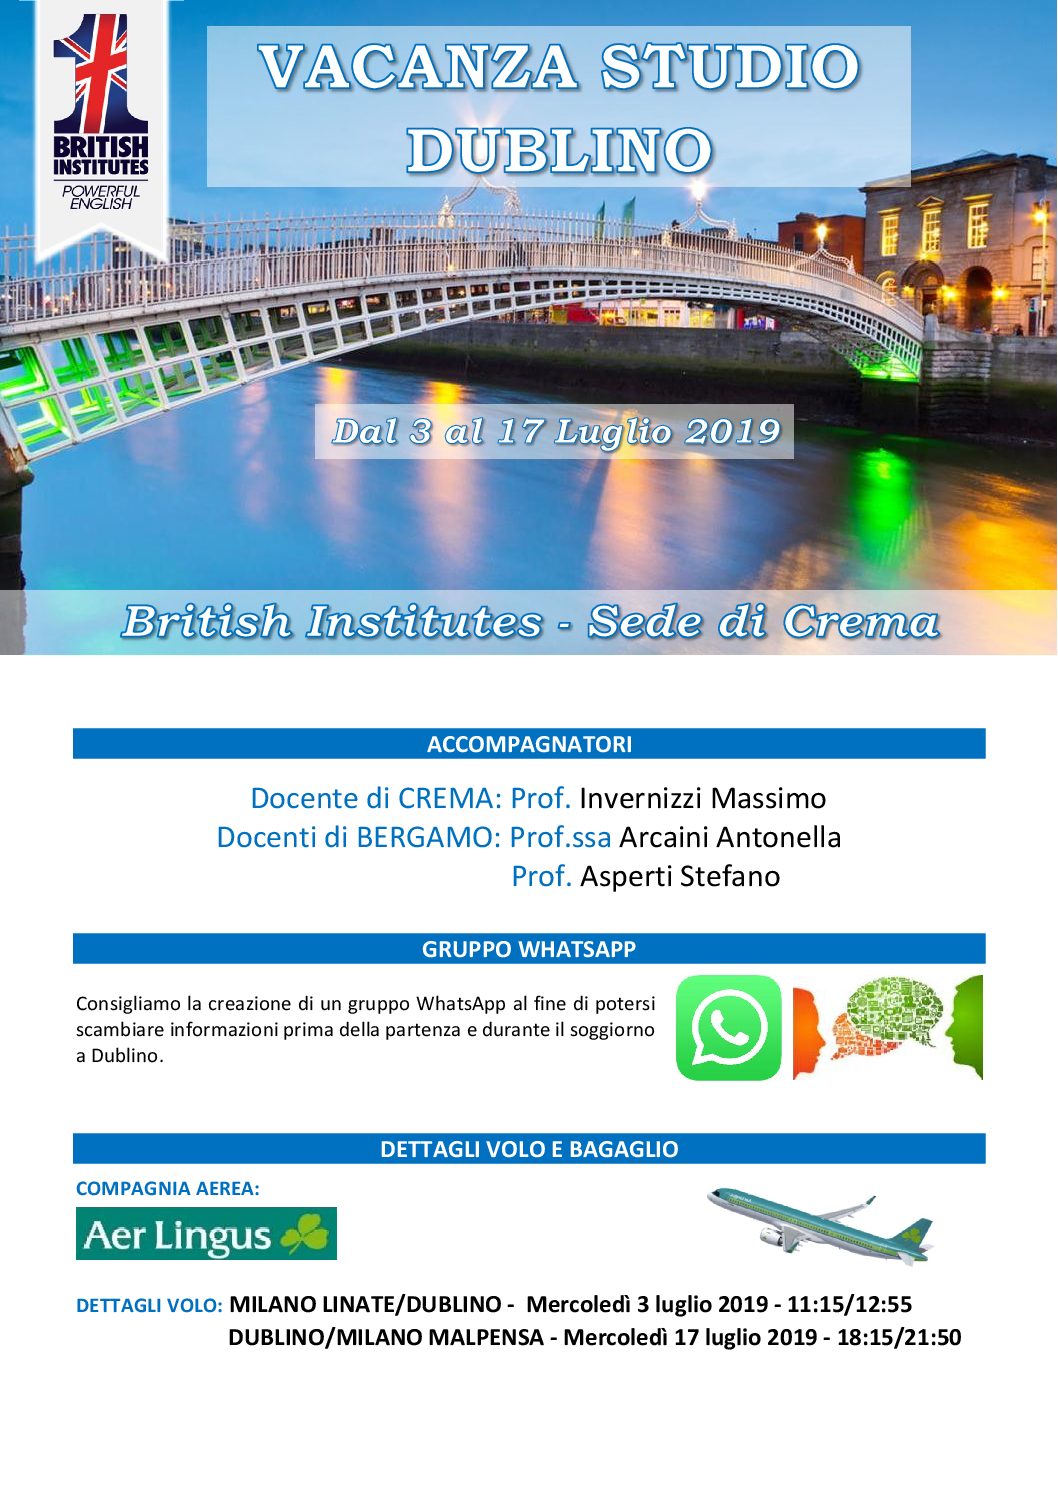 BRITISH
INSTITUTES
POWERFUL
ENGLISH
VACANZA STUDIO
DUBLINO
Dal 3 al 17 Luglio 2019
British Institutes - Sede di Crema
ACCOMPAGNATORI
Docente di CREMA: Prof. Invernizzi Massimo
Docenti di BERGAMO: Prof.ssa Arcaini Antonella
Prof. Asperti Stefano
GRUPPO WHATSAPP
Consigliamo la creazione di un gruppo WhatsApp al fine di potersi
scambiare informazioni prima della partenza e durante il soggiorno
a Dublino.
DETTAGLI VOLO E BAGAGLIO
COMPAGNIA AEREA:
Aer Lingus
DETTAGLI VOLO: MILANO LINATE/DUBLINO - Mercoledì 3 luglio 2019 - 11:15/12:55
DUBLINO/MILANO MALPENSA - Mercoledì 17 luglio 2019 - 18:15/21:50